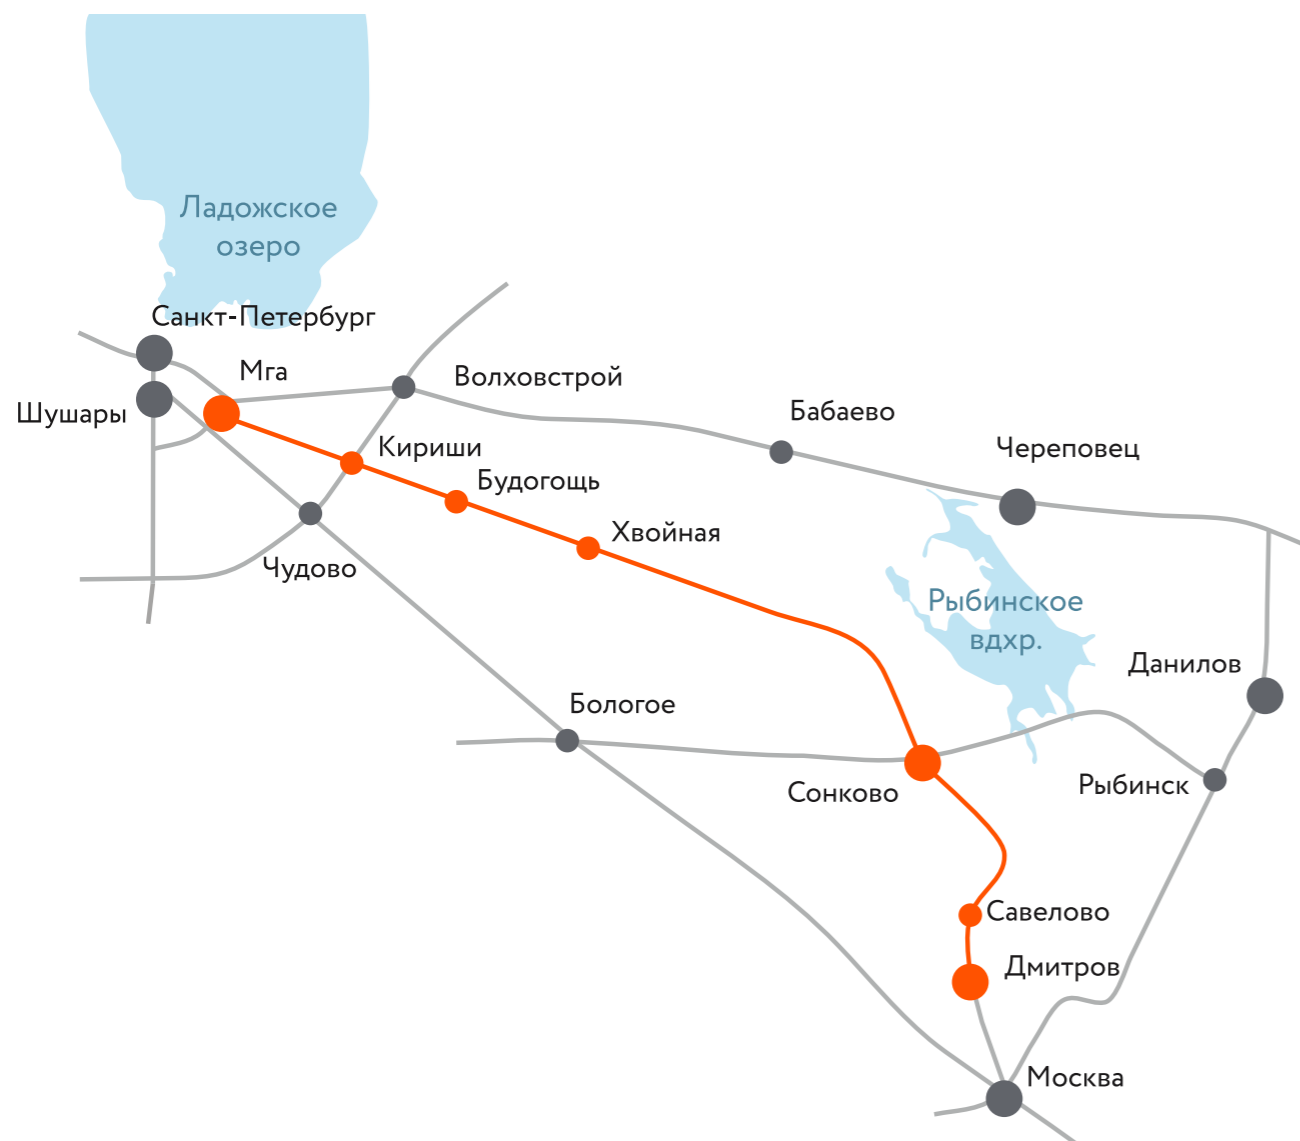 Ладожское
озеро
Санкт-Петербург
Мга
Волховстрой
Шушары
Бабаево
Череповец
Кириши
Будогощь
Хвойная
Чудово
Рыбинское
вдхр.
Данилов
Бологое
Сонково
Рыбинск
Савелово
Дмитров
Москва